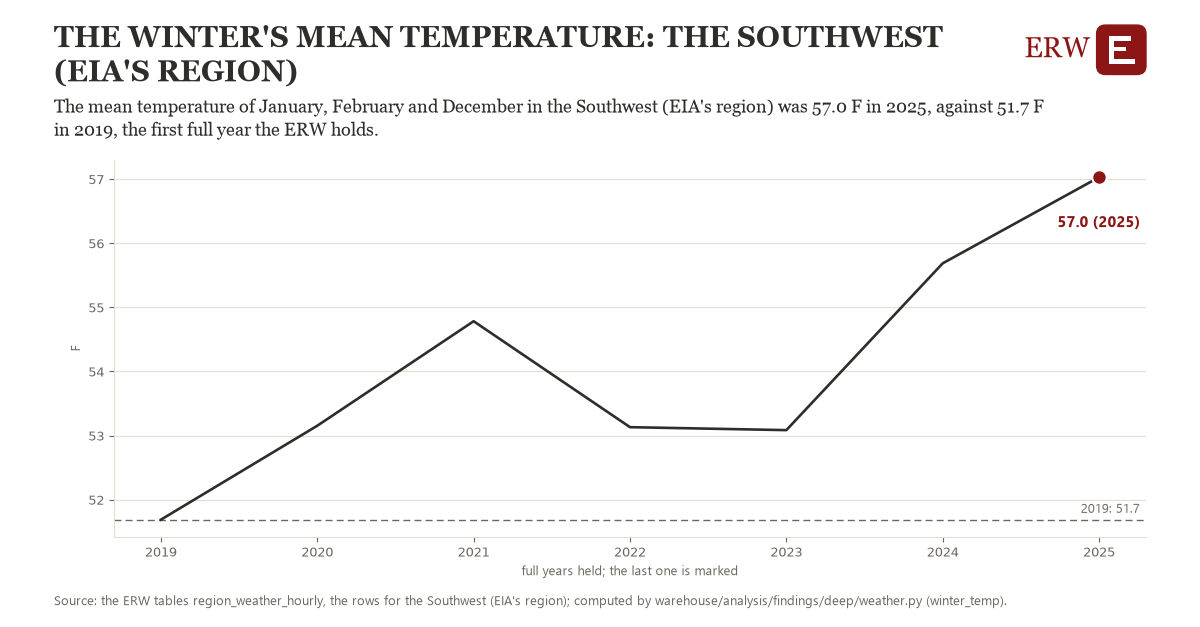 THE WINTER'S MEAN TEMPERATURE: THE SOUTHWEST
(EIA'S REGION)
ERW E
The mean temperature of January, February and December in the Southwest (EIA's region) was 57.0 F in 2025, against 51.7 F
in 2019, the first full year the ERW holds.
57
56
55
54
53
52
F
57.0 (2025)
2019: 51.7
2019 2020 2021 2022 2023 2024 2025
full years held; the last one is marked
Source: the ERW tables region_weather_hourly, the rows for the Southwest (EIA's region); computed by warehouse/analysis/findings/deep/weather.py (winter_temp).